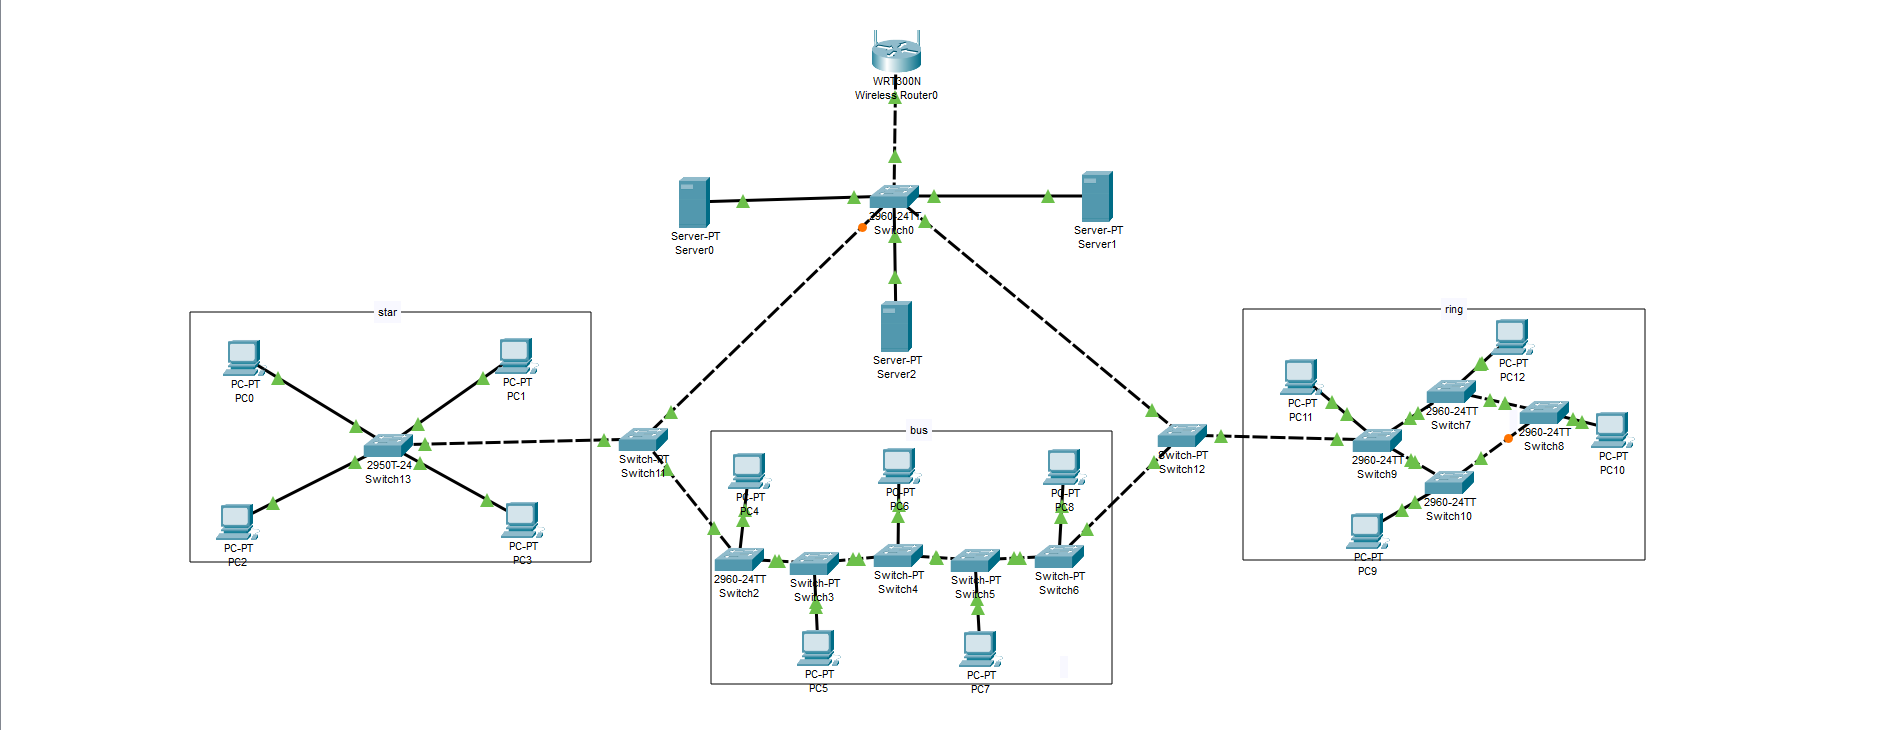 WRT300N
Wireless Router0
2960-24TT
Switch0
Server-PT
Server0
Server-PT
Server1
Server-PT
Server2
star
PC-PT
PC0
PC-PT
PC1
2950T-24
Switch13
PC-PT
PC2
PC-PT
PC3
Switch-PT
Switch11
bus
PC-PT
PC4
PC-PT
PC6
PC-PT
PC8
2960-24TT
Switch2
Switch-PT
Switch3
Switch-PT
Switch4
Switch-PT
Switch5
Switch-PT
Switch6
PC-PT
PC5
PC-PT
PC7
Switch-PT
Switch12
ring
PC-PT
PC12
PC-PT
PC11
2960-24TT
Switch7
2960-24TT
Switch8
PC-PT
PC10
2960-24TT
Switch9
2960-24TT
Switch10
PC-PT
PC9